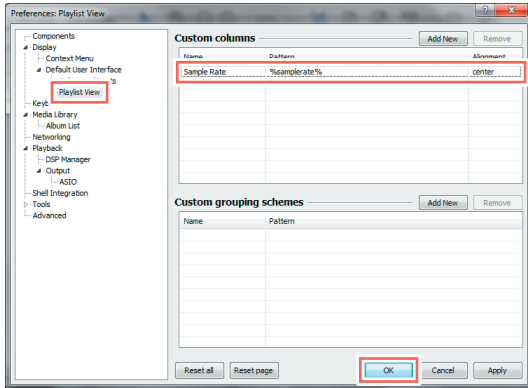 Preferences: Playlist View
Components
Display
Context Menu
Default User Interface
Playlist View
Media Library
Album List
Networking
Playback
DSP Manager
Output
ASIO
Shell Integration
Tools
Advanced
Custom columns
Add New
Remove
Name Pattern Alignment
Sample Rate %samplerate% center
Custom grouping schemes
Add New
Remove
Name Pattern
Reset all
Reset page
OK
Cancel
Apply